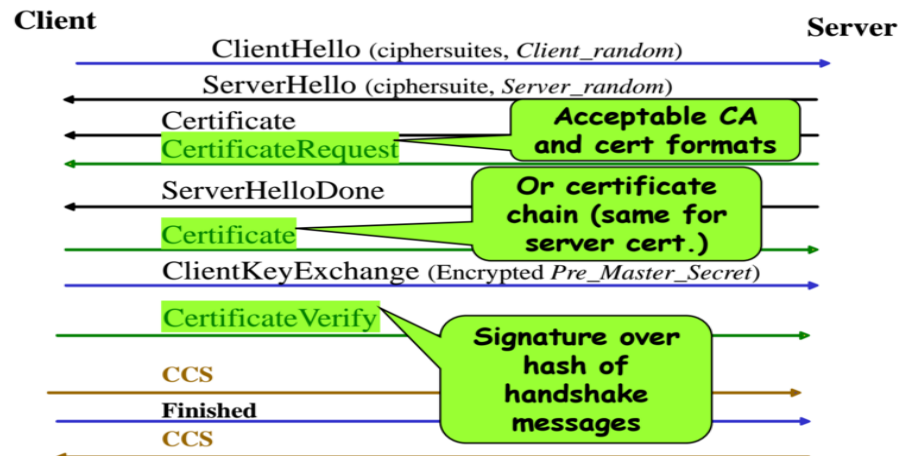 Client
Server
ClientHello (ciphersuites, Client_random)
ServerHello (ciphersuite, Server_random)
Certificate
Acceptable CA
and cert formats
CertificateRequest
ServerHelloDone
Or certificate
chain (same for
server cert.)
Certificate
ClientKeyExchange (Encrypted Pre_Master_Secret)
CertificateVerify
Signature over
hash of
handshake
messages
CCS
Finished
CCS